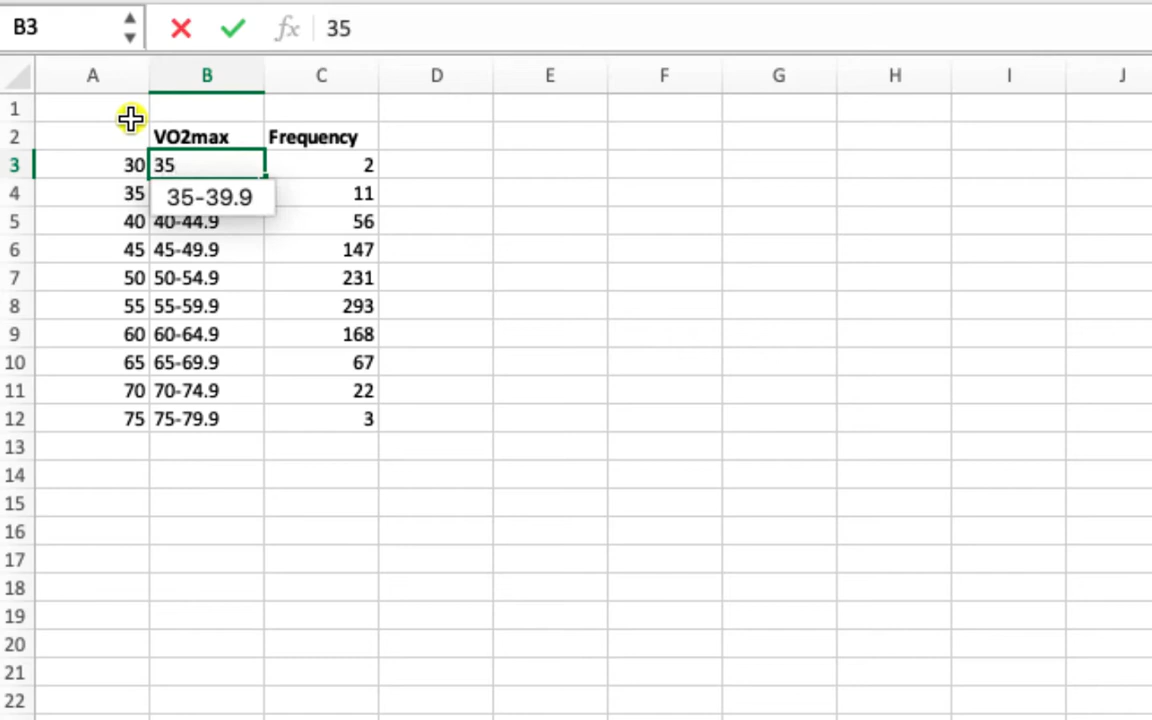 B3 fx 35
A B C D E F G H I J
1
2 VO2max Frequency
3 30 35 2
4 35 35-39.9 11
5 40 40-44.9 56
6 45 45-49.9 147
7 50 50-54.9 231
8 55 55-59.9 293
9 60 60-64.9 168
10 65 65-69.9 67
11 70 70-74.9 22
12 75 75-79.9 3
13
14
15
16
17
18
19
20
21
22